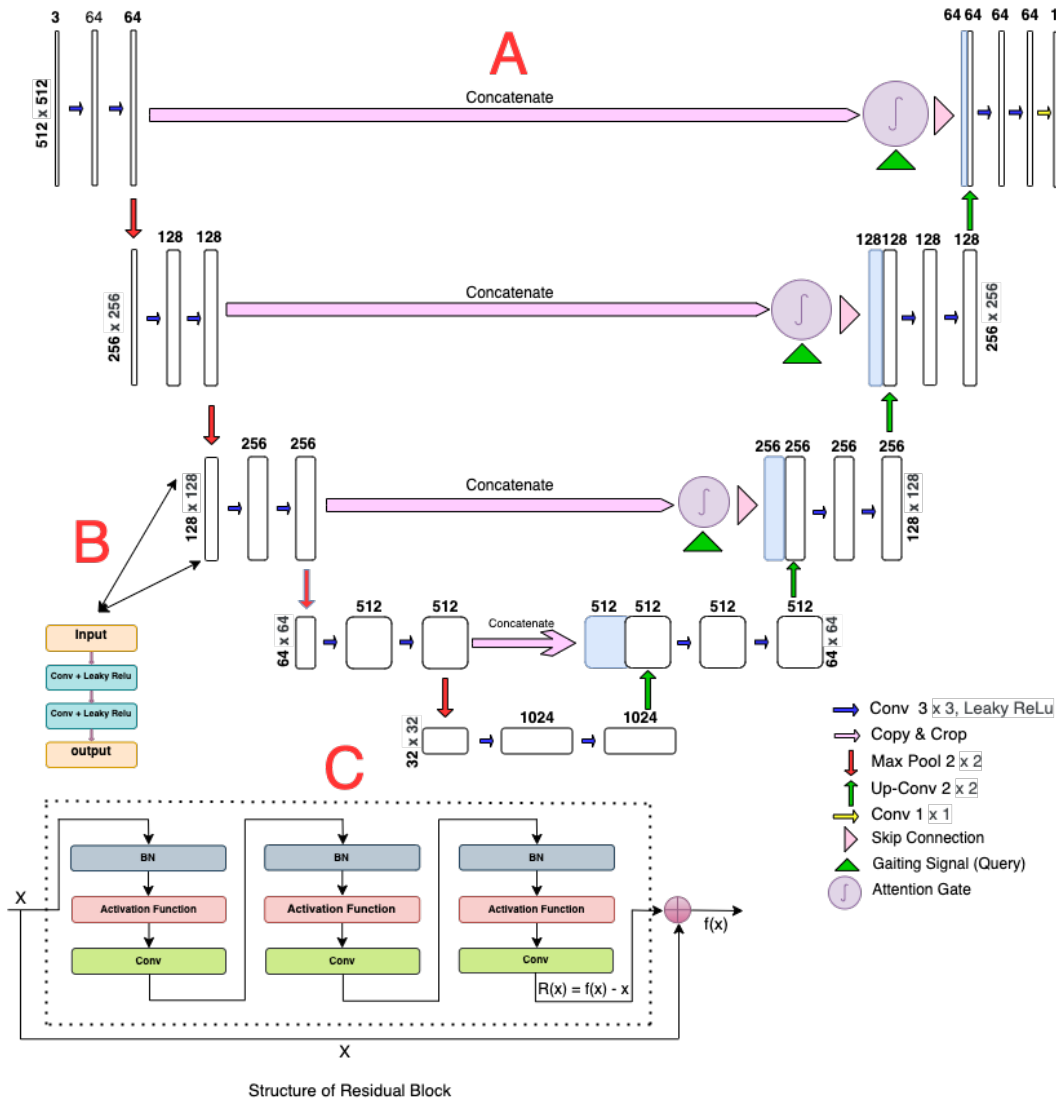 3 64 64
A
64 64 64 64 1
512 x 512
Concatenate
128 128
128 128 128 128
256 x 256
Concatenate
256 x 256
256 256
256 256 256 256
128 x 128
Concatenate
128 x 128
B
512 512
Concatenate
512 512 512 512
64 x 64
64 x 64
Input
Conv + Leaky Relu
Conv + Leaky Relu
output
32 x 32
1024
1024
C
Conv 3 x 3, Leaky ReLu
Copy & Crop
Max Pool 2 x 2
Up-Conv 2 x 2
Conv 1 x 1
Skip Connection
Gaiting Signal (Query)
Attention Gate
BN
BN
BN
X
Activation Function
Activation Function
Activation Function
f(x)
Conv
Conv
Conv
R(x) = f(x) - x
X
Structure of Residual Block